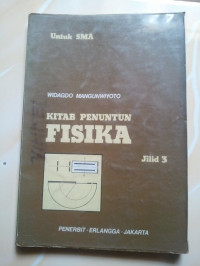 Untuk SMA
WIDAGDO MANGUNWIYOTO
KITAB PENUNTUN
FISIKA
Jilid 3
PENERBIT - ERLANGGA - JAKARTA